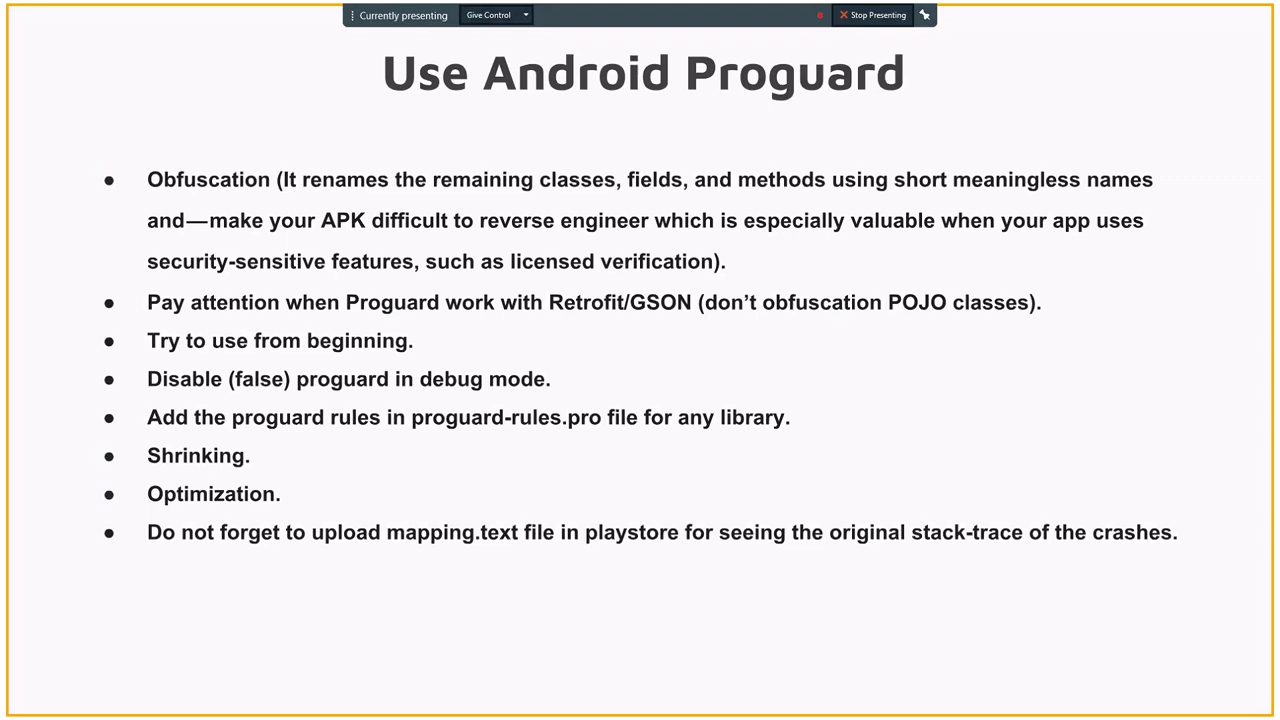 Currently presenting
Give Control
Stop Presenting
Use Android Proguard
● Obfuscation (It renames the remaining classes, fields, and methods using short meaningless names
and—make your APK difficult to reverse engineer which is especially valuable when your app uses
security-sensitive features, such as licensed verification).
● Pay attention when Proguard work with Retrofit/GSON (don’t obfuscation POJO classes).
● Try to use from beginning.
● Disable (false) proguard in debug mode.
● Add the proguard rules in proguard-rules.pro file for any library.
● Shrinking.
● Optimization.
● Do not forget to upload mapping.text file in playstore for seeing the original stack-trace of the crashes.